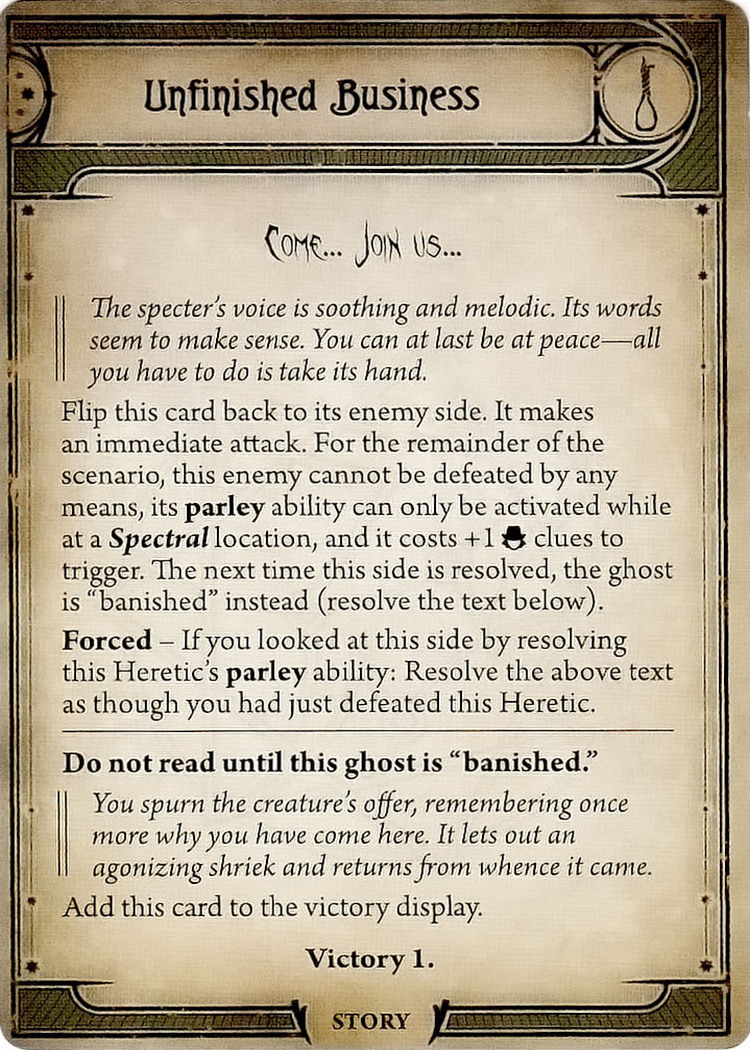 Unfinished Business
Come... Join us...
The specter's voice is soothing and melodic. Its words
seem to make sense. You can at last be at peace—all
you have to do is take its hand.
Flip this card back to its enemy side. It makes
an immediate attack. For the remainder of the
scenario, this enemy cannot be defeated by any
means, its parley ability can only be activated while
at a Spectral location, and it costs +1 clues to
trigger. The next time this side is resolved, the ghost
is “banished” instead (resolve the text below).
Forced – If you looked at this side by resolving
this Heretic's parley ability: Resolve the above text
as though you had just defeated this Heretic.
Do not read until this ghost is “banished.”
You spurn the creature's offer, remembering once
more why you have come here. It lets out an
agonizing shriek and returns from whence it came.
Add this card to the victory display.
Victory 1.
STORY